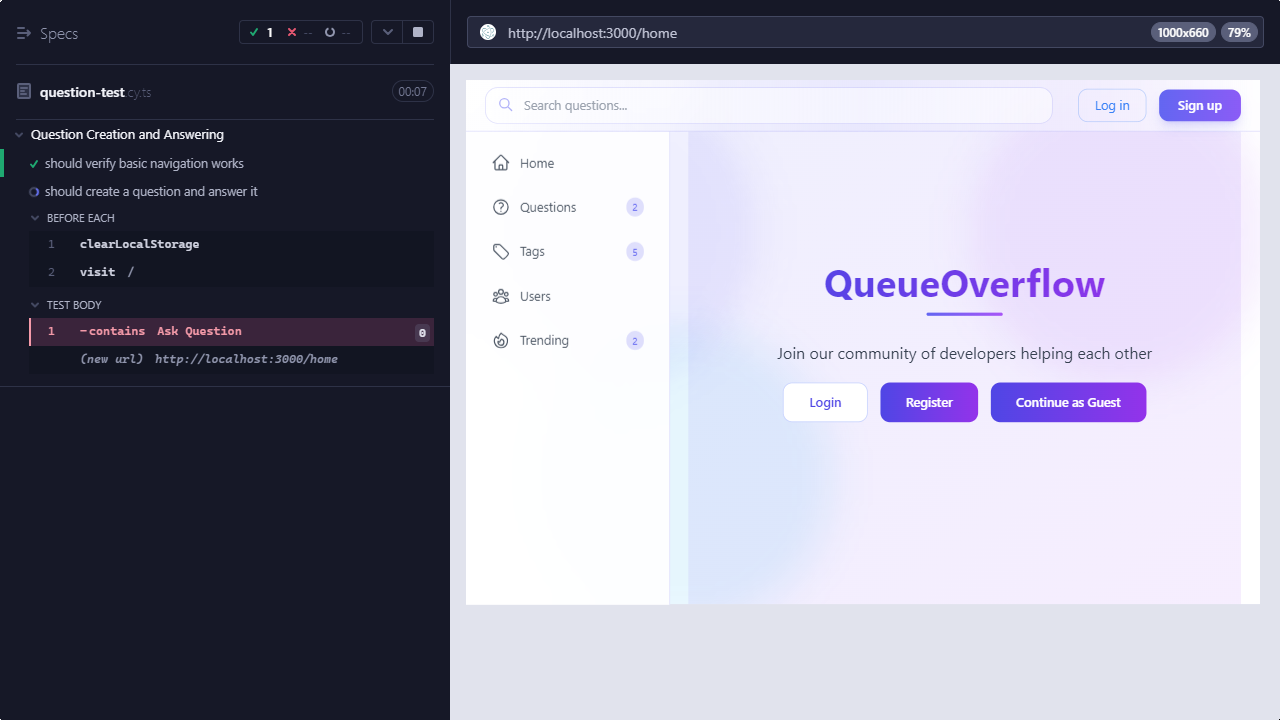 Specs
1
--
--
question-test.cy.ts
00:07
Question Creation and Answering
should verify basic navigation works
should create a question and answer it
BEFORE EACH
1 clearLocalStorage
2 visit /
TEST BODY
1 -contains Ask Question 0
(new url) http://localhost:3000/home
http://localhost:3000/home
1000x660
79%
Search questions...
Log in
Sign up
Home
Questions 2
Tags 5
Users
Trending 2
QueueOverflow
Join our community of developers helping each other
Login
Register
Continue as Guest